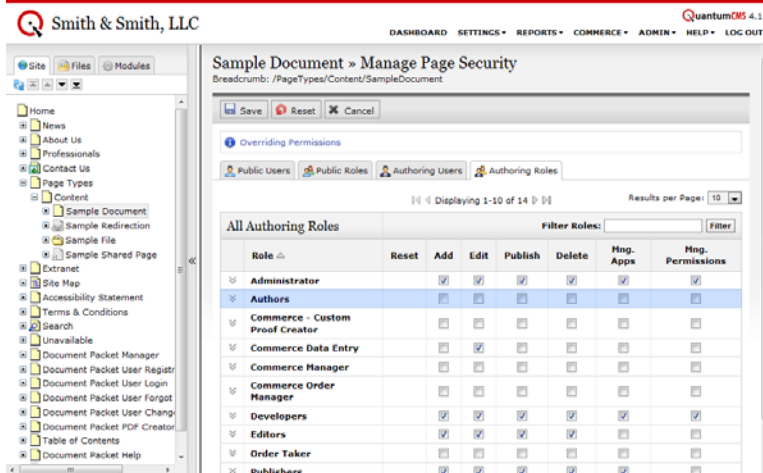 Smith & Smith, LLC
QuantumCMS 4.1
DASHBOARD SETTINGS REPORTS COMMERCE ADMIN HELP LOG OUT
Site Files Modules
Home
News
About Us
Professionals
Contact Us
Page Types
Content
Sample Document
Sample Redirection
Sample File
Sample Shared Page
Extranet
Site Map
Accessibility Statement
Terms & Conditions
Search
Unavailable
Document Packet Manager
Document Packet User Registr
Document Packet User Login
Document Packet User Forgot
Document Packet User Chang
Document Packet PDF Creator
Table of Contents
Document Packet Help
Sample Document » Manage Page Security
Breadcrumb: /PageTypes/Content/SampleDocument
Save Reset Cancel
Overriding Permissions
Public Users Public Roles Authoring Users Authoring Roles
Displaying 1-10 of 14
Results per Page: 10
All Authoring Roles
Filter Roles: Filter
Role Reset Add Edit Publish Delete Mng. Apps Mng. Permissions
Administrator
Authors
Commerce - Custom
Proof Creator
Commerce Data Entry
Commerce Manager
Commerce Order
Manager
Developers
Editors
Order Taker
Publishers